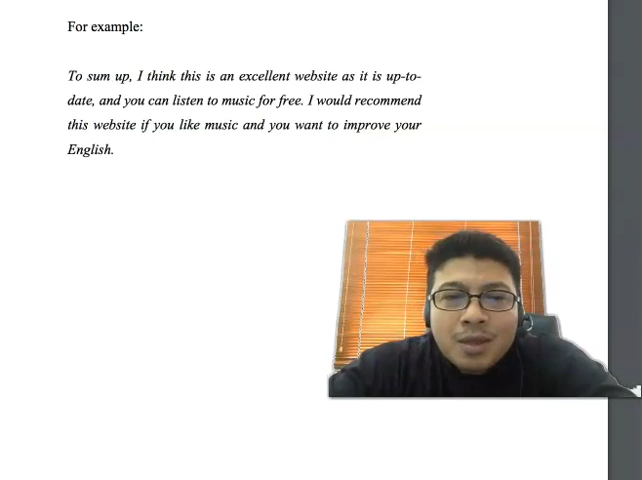 For example:
To sum up, I think this is an excellent website as it is up-to-
date, and you can listen to music for free. I would recommend
this website if you like music and you want to improve your
English.